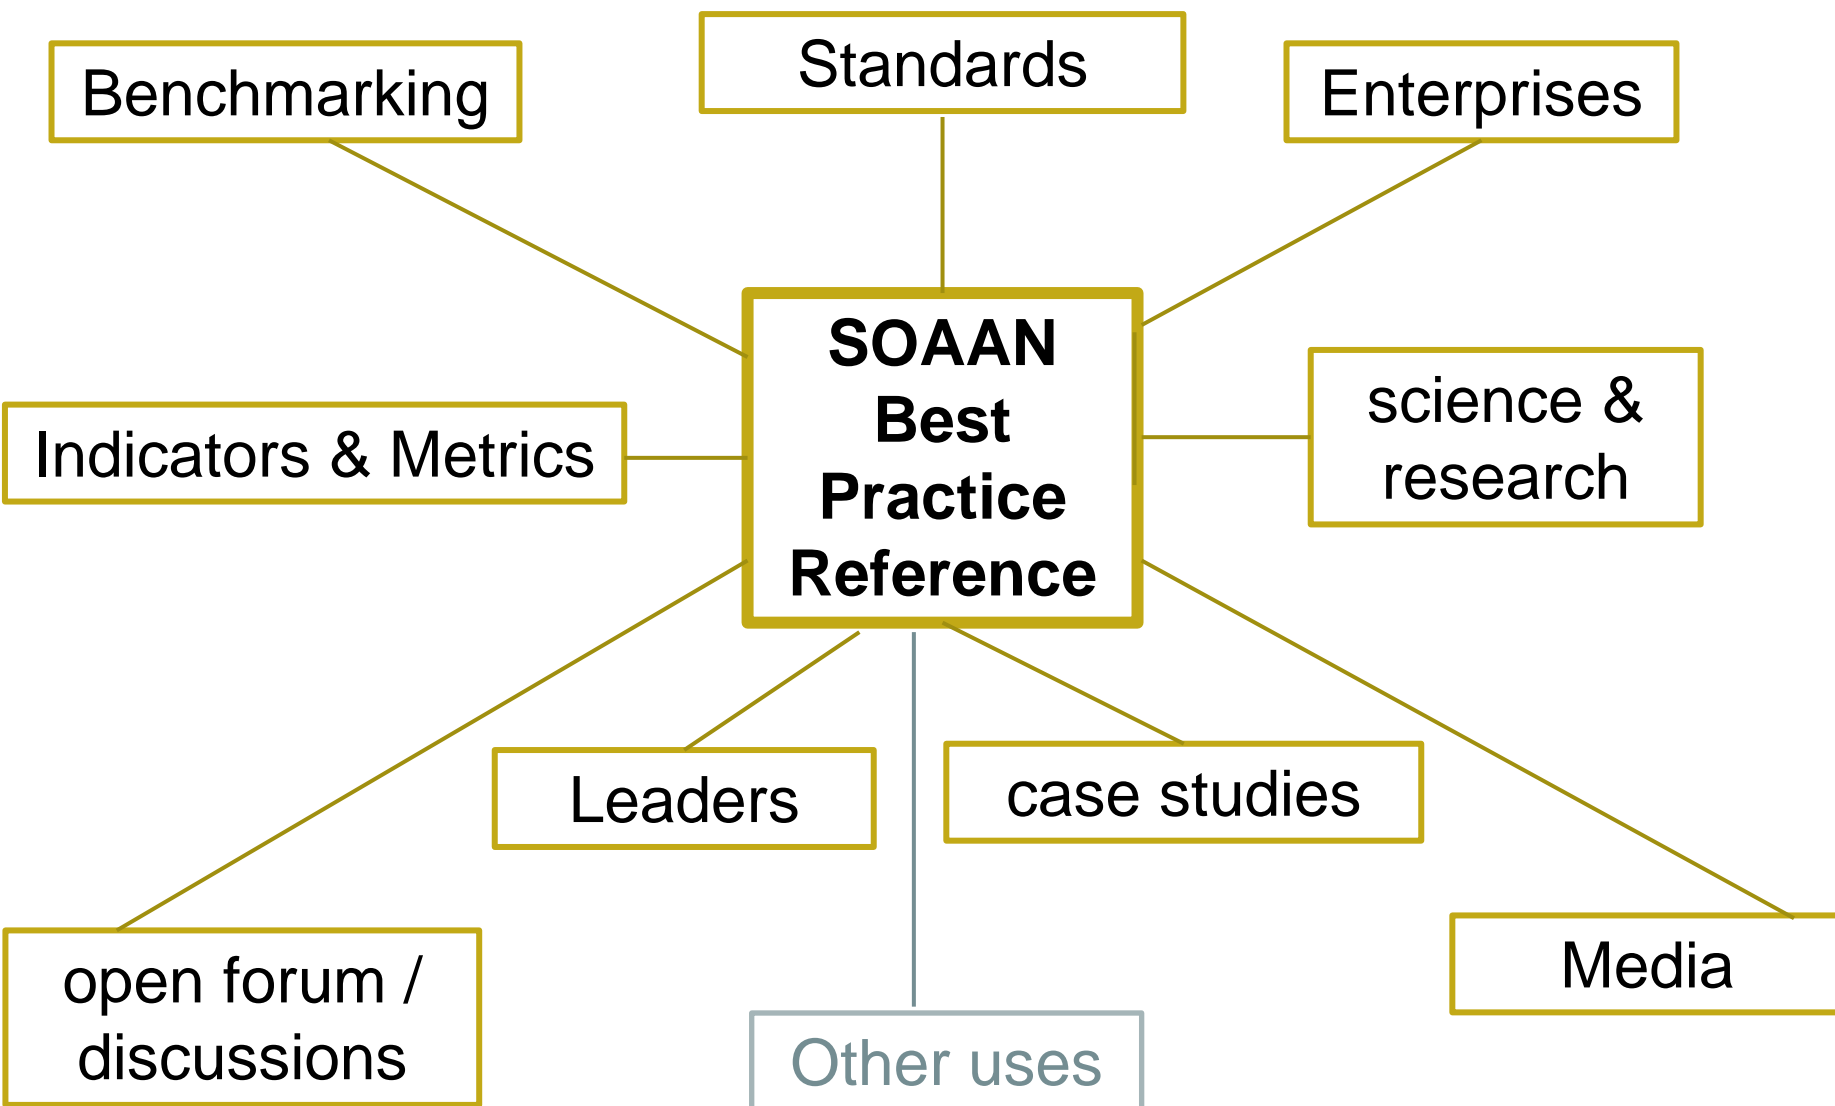 Benchmarking
Standards
Enterprises
SOAAN
Best
Practice
Reference
Indicators & Metrics
science &
research
Leaders
case studies
open forum /
discussions
Media
Other uses